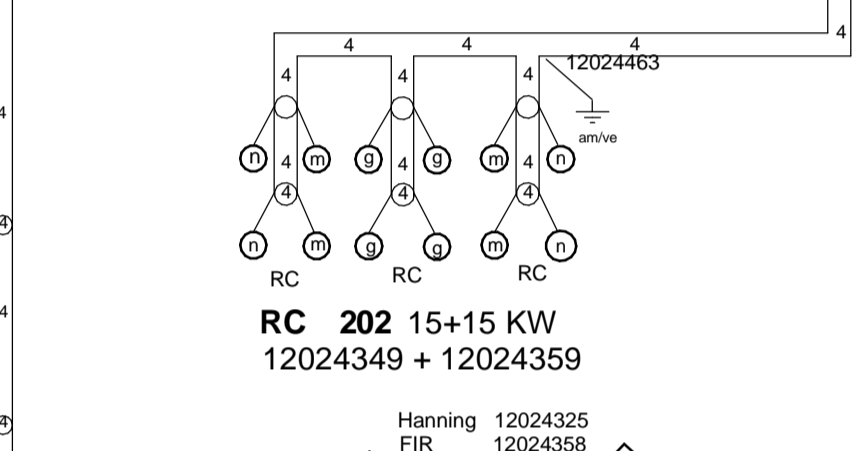 4
4 4 4
12024463
4 4 4
4
am/ve
n 4 m g 4 g m 4 n
4 4 4
4
n m g g m n
RC RC RC
4
RC 202 15+15 KW
12024349 + 12024359
4
Hanning 12024325
FIR 12024358